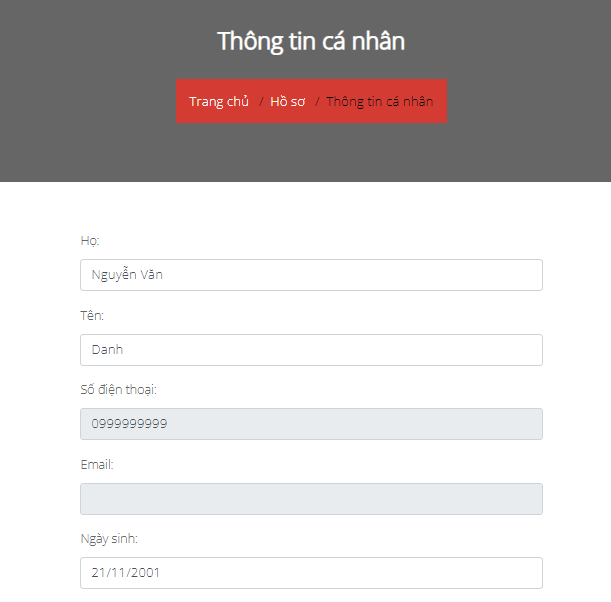 Thông tin cá nhân
Trang chủ / Hồ sơ / Thông tin cá nhân
Họ:
Nguyễn Văn
Tên:
Danh
Số điện thoại:
0999999999
Email:
Ngày sinh:
21/11/2001